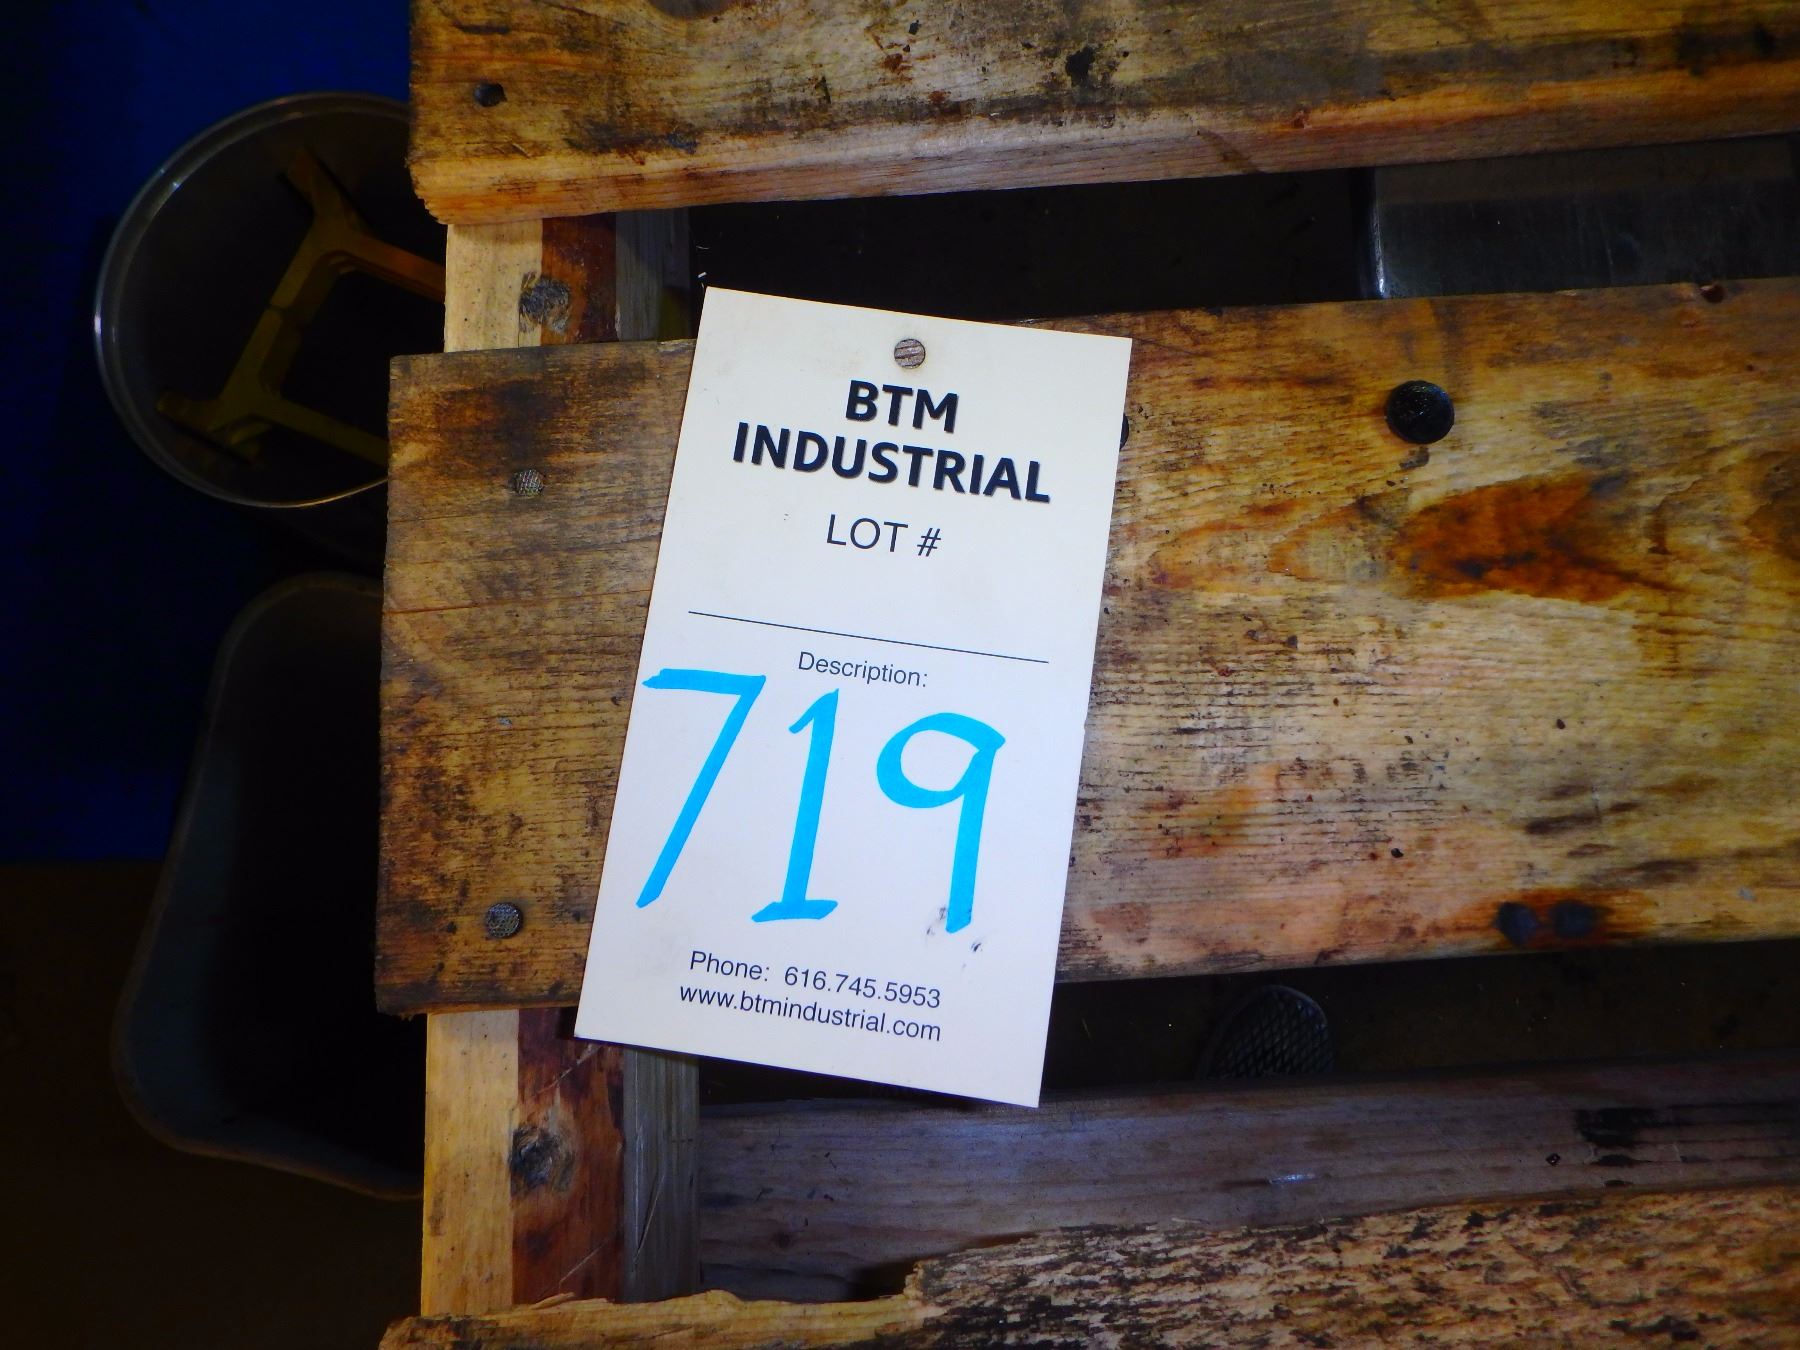 BTM
INDUSTRIAL
LOT #
Description:
719
Phone: 616.745.5953
www.btmindustrial.com